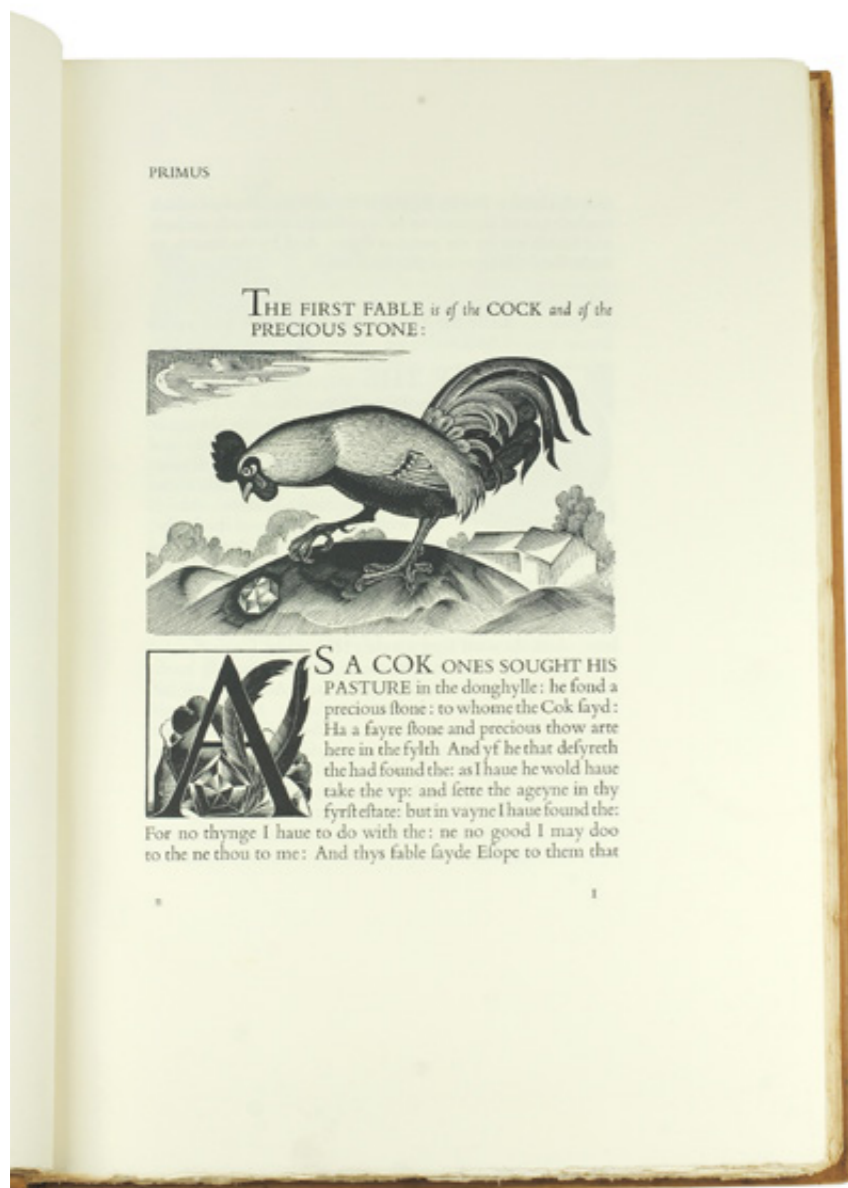 PRIMUS
THE FIRST FABLE is of the COCK and of the
PRECIOUS STONE:
AS A COK ONES SOUGHT HIS
PASTURE in the donghylle: he fond a
precious ſtone: to whome the Cok ſayd:
Ha a fayre ſtone and precious thow arte
here in the fylth And yf he that deſyreth
the had found the: as I haue he wold haue
take the vp: and ſette the ageyne in thy
fyrſt eſtate: but in vayne I haue found the:
For no thynge I haue to do with the: ne no good I may doo
to the ne thou to me: And thys fable ſayde Eſope to them that
I